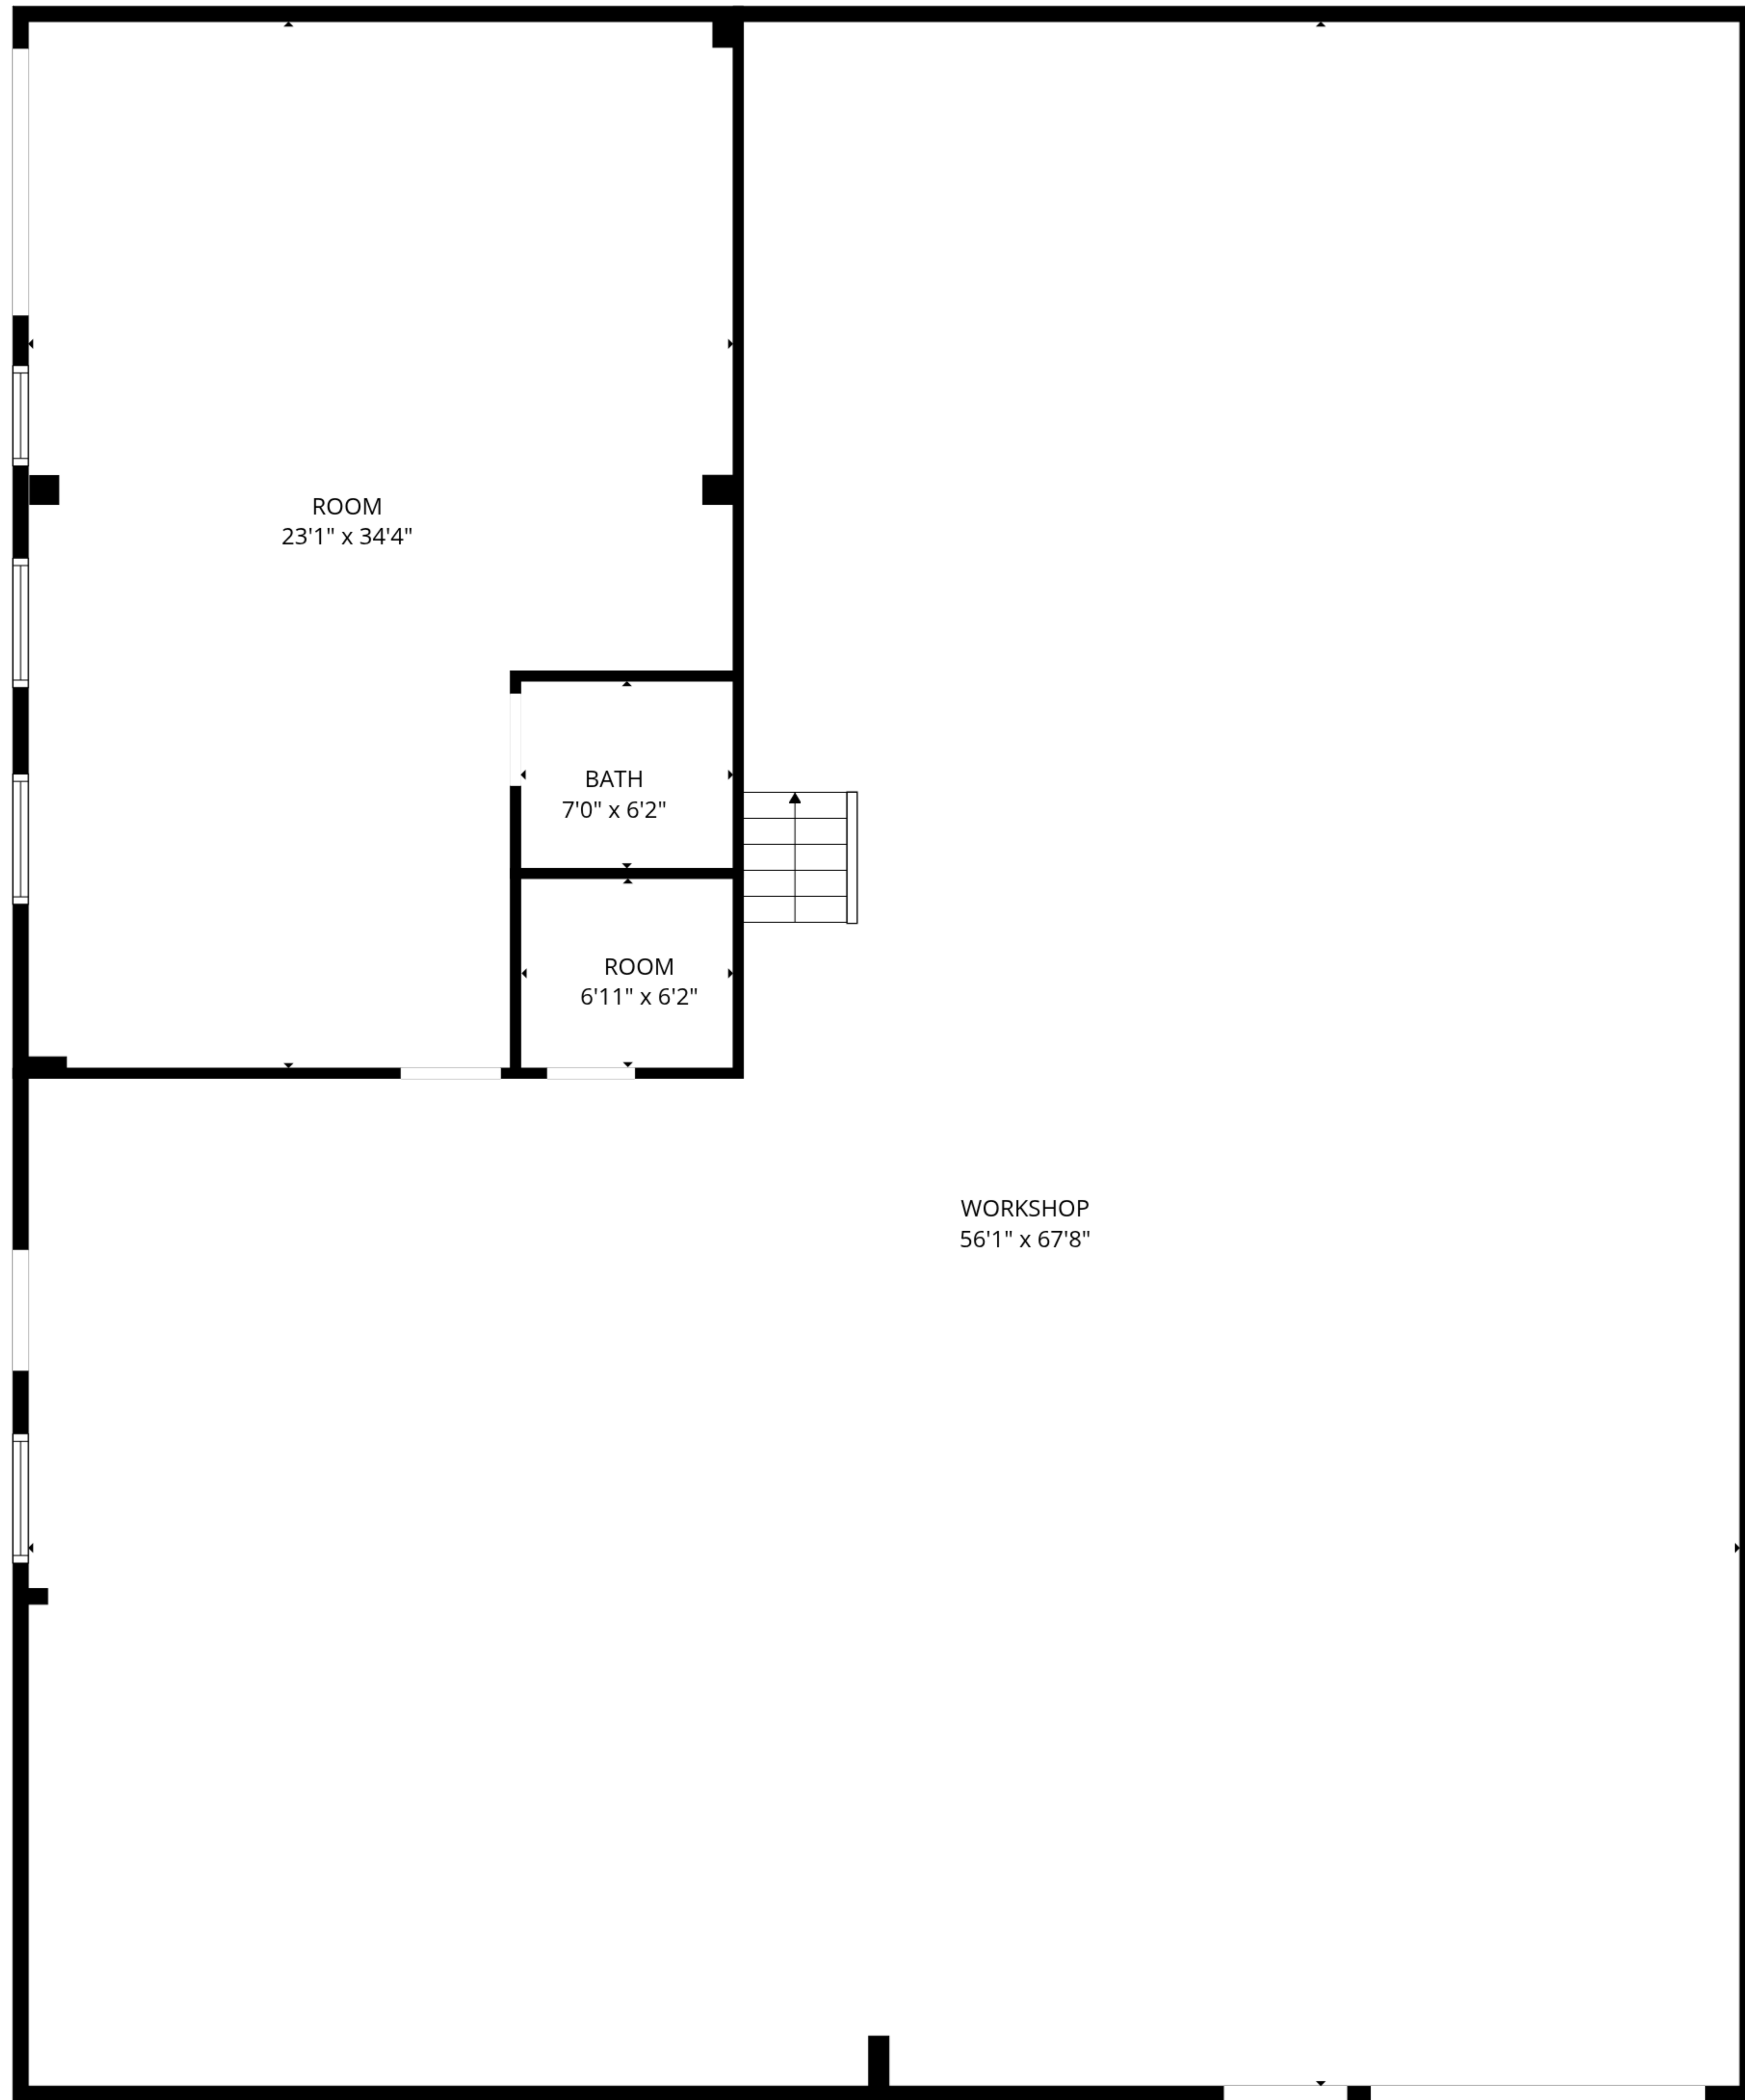 ROOM
23'1" x 34'4"
BATH
7'0" x 6'2"
ROOM
6'11" x 6'2"
WORKSHOP
56'1" x 67'8"